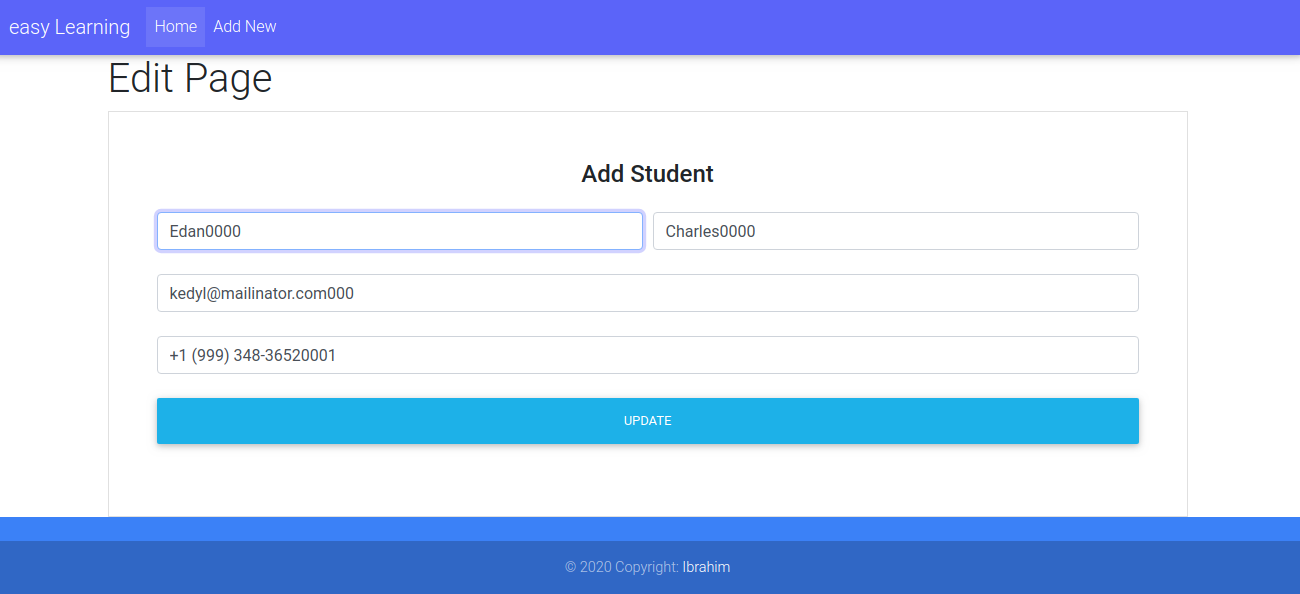 easy Learning Home Add New
Edit Page
Add Student
Edan0000 Charles0000
kedyl@mailinator.com000
+1 (999) 348-36520001
UPDATE
© 2020 Copyright: Ibrahim